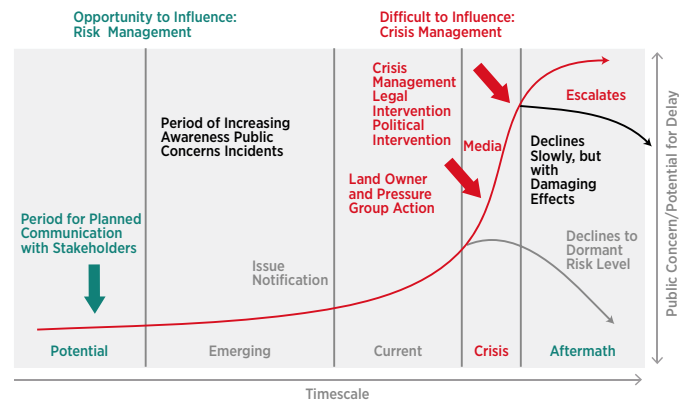 Opportunity to Influence:
Risk Management
Difficult to Influence:
Crisis Management
Crisis
Management
Legal
Intervention
Political
Intervention
Escalates
Period of Increasing
Awareness Public
Concerns Incidents
Media
Declines
Slowly, but
with
Damaging
Effects
Land Owner
and Pressure
Group Action
Period for Planned
Communication
with Stakeholders
Declines to
Dormant
Risk Level
Issue
Notification
Potential
Emerging
Current
Crisis
Aftermath
Timescale
Public Concern/Potential for Delay